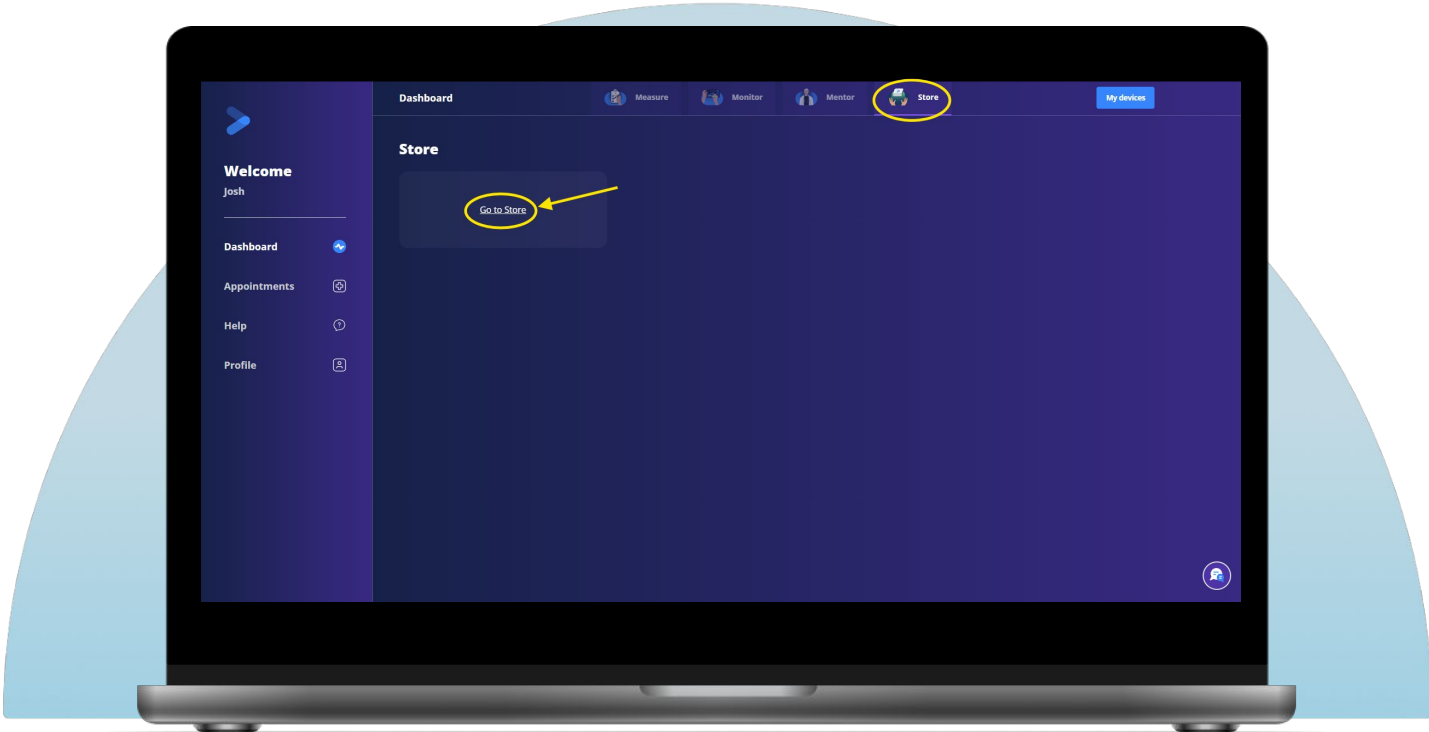 Dashboard
Measure
Monitor
Mentor
Store
My devices
Welcome
Josh
Dashboard
Appointments
Help
Profile
Store
Go to Store